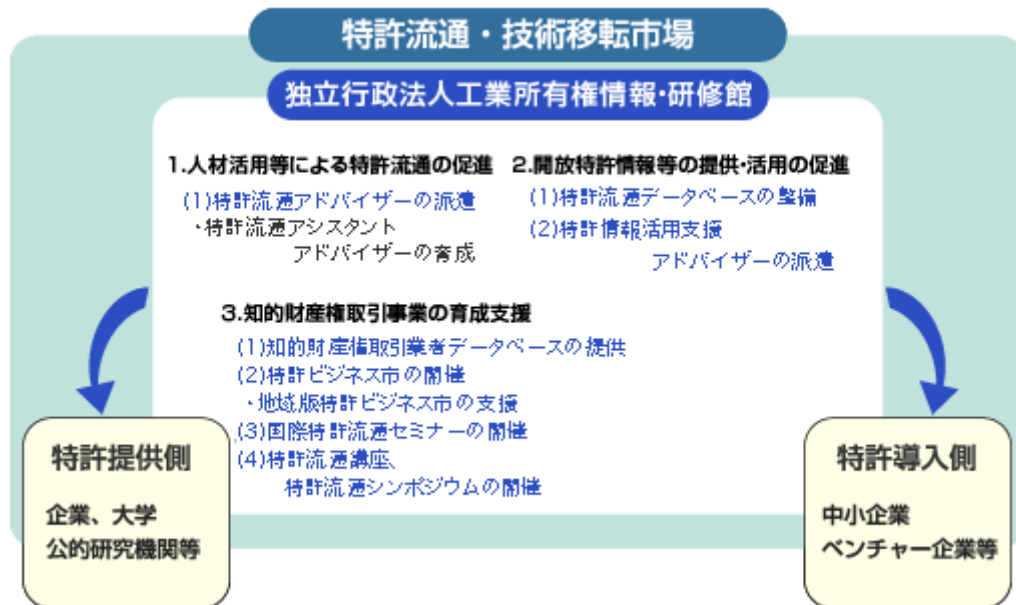 特許流通・技術移転市場
独立行政法人工業所有権情報・研修館
1.人材活用等による特許流通の促進
(1)特許流通アドバイザーの派遣
・特許流通アシスタント
アドバイザーの育成
2.開放特許情報等の提供・活用の促進
(1)特許流通データベースの整備
(2)特許情報活用支援
アドバイザーの派遣
3.知的財産権取引事業の育成支援
(1)知的財産権取引業者データベースの提供
(2)特許ビジネス市の開催
・地域版特許ビジネス市の支援
(3)国際特許流通セミナーの開催
(4)特許流通講座、
特許流通シンポジウムの開催
特許提供側
企業、大学
公的研究機関等
特許導入側
中小企業
ベンチャー企業等